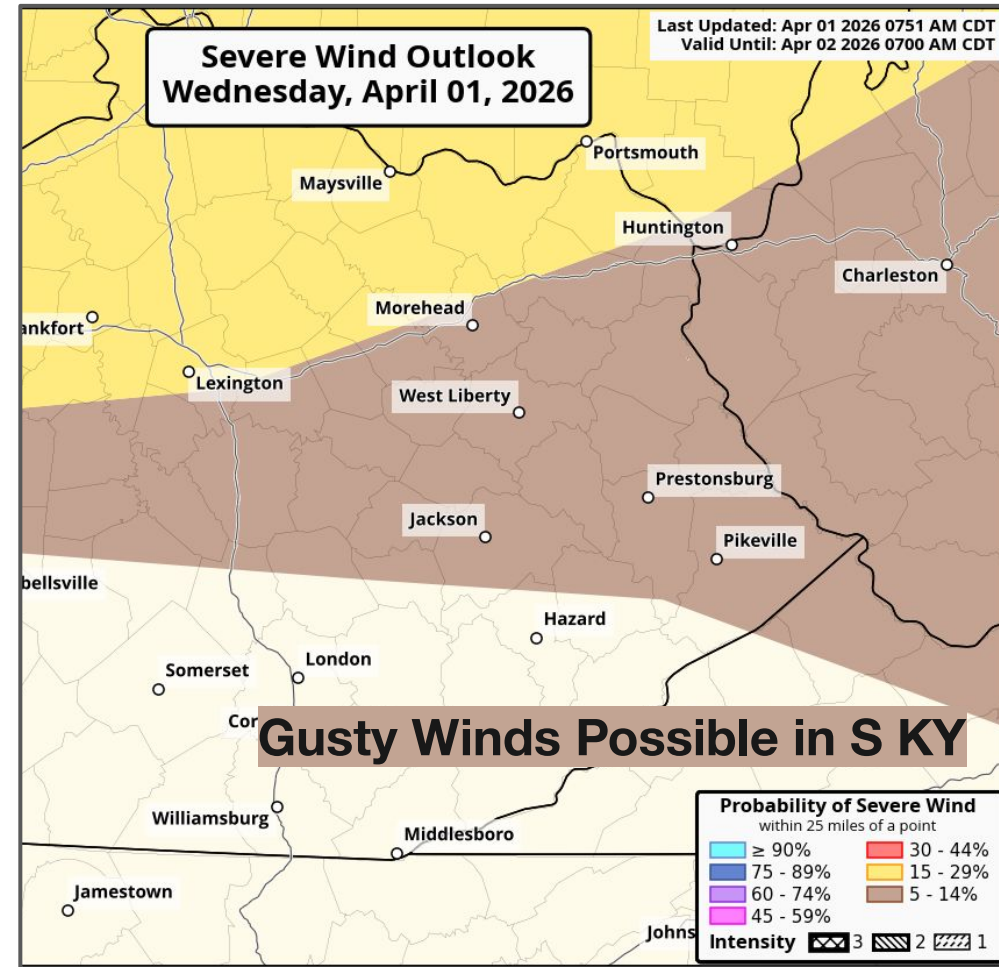 Last Updated: Apr 01 2026 0751 AM CDT
Valid Until: Apr 02 2026 0700 AM CDT
Severe Wind Outlook
Wednesday, April 01, 2026
Portsmouth
Maysville
Huntington
Charleston
Morehead
ankfort
Lexington
West Liberty
Prestonsburg
Jackson
Pikeville
bellsville
Hazard
London
Somerset
Cor
Gusty Winds Possible in S KY
Williamsburg
Middlesboro
Jamestown
Johns
Probability of Severe Wind
within 25 miles of a point
≥ 90% 30 - 44%
75 - 89% 15 - 29%
60 - 74% 5 - 14%
45 - 59%
Intensity 3 2 1